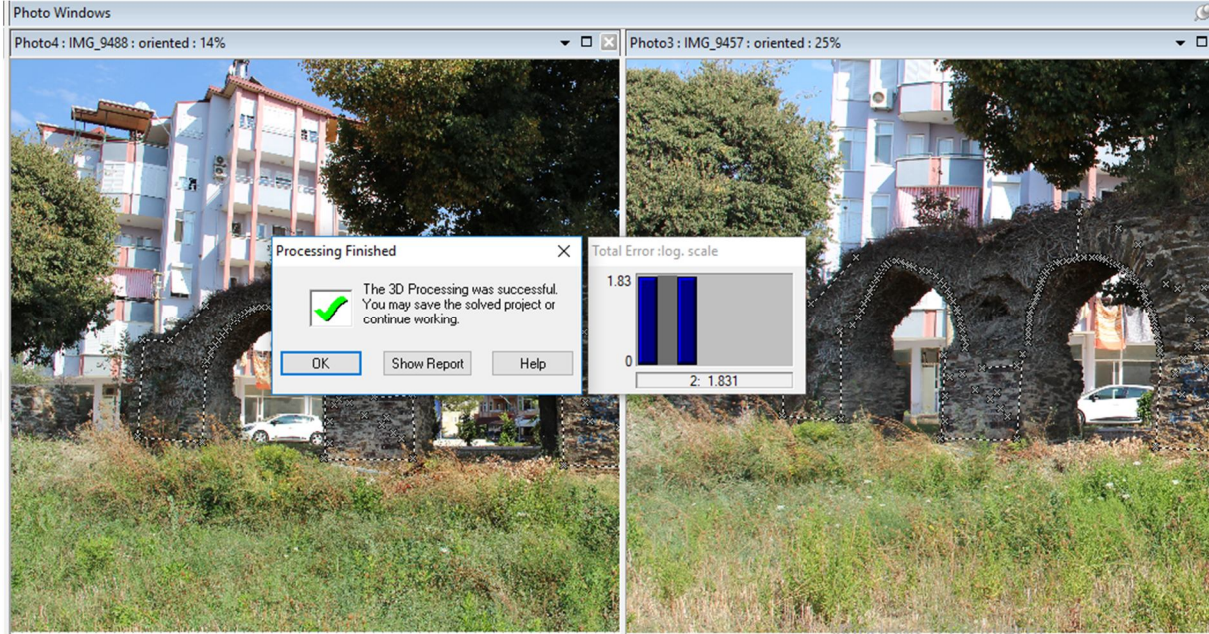 Photo Windows
Photo4 : IMG_9488 : oriented : 14%
Photo3 : IMG_9457 : oriented : 25%
Processing Finished
The 3D Processing was successful.
You may save the solved project or
continue working.
OK
Show Report
Help
Total Error :log. scale
1.83
0
2: 1.831